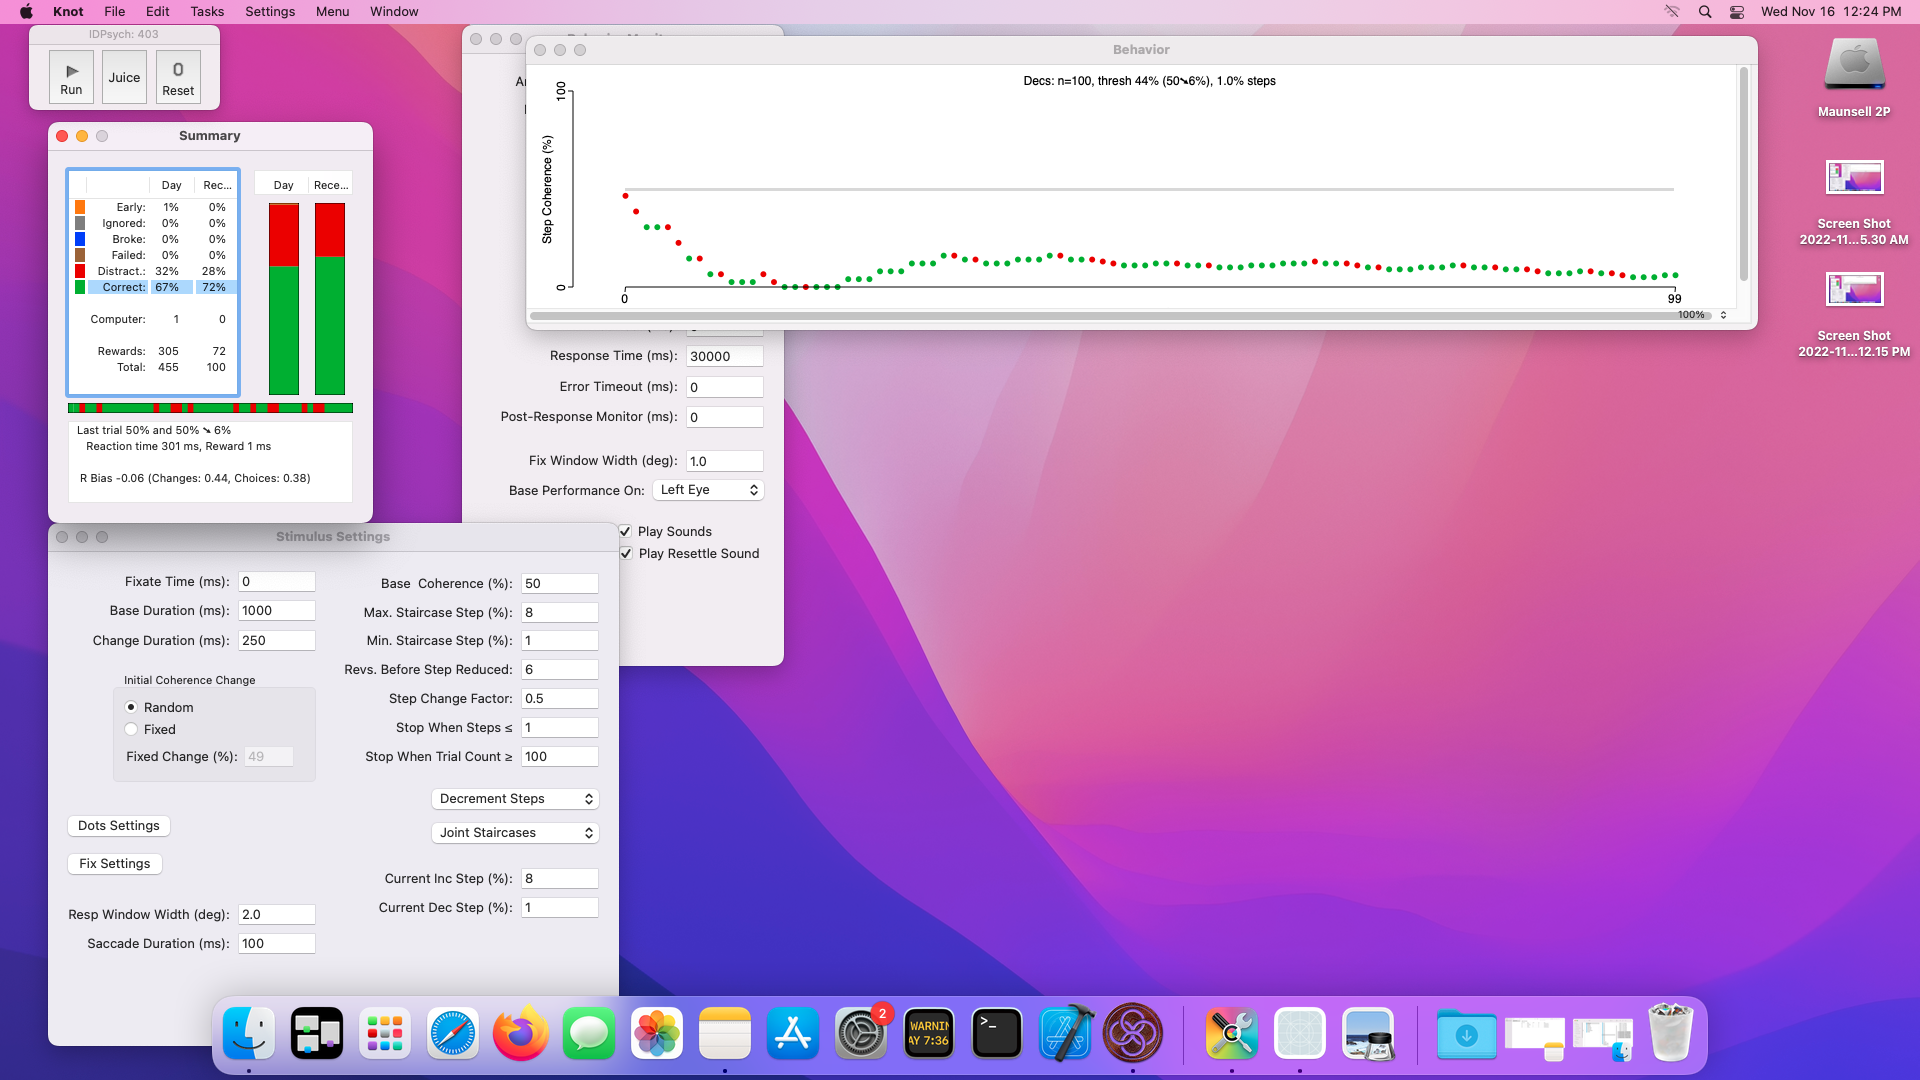 Knot File Edit Tasks Settings Menu Window
Wed Nov 16 12:24 PM
IDPsych: 403
Run
Juice
0
Reset
Summary
Day Rec...
Early: 1% 0%
Ignored: 0% 0%
Broke: 0% 0%
Failed: 0% 0%
Distract.: 32% 28%
Correct: 67% 72%
Computer: 1 0
Rewards: 305 72
Total: 455 100
Day Rece...
Last trial 50% and 50% ➘ 6%
Reaction time 301 ms, Reward 1 ms
R Bias -0.06 (Changes: 0.44, Choices: 0.38)
Behavior
Decs: n=100, thresh 44% (50➘6%), 1.0% steps
Step Coherence (%)
100
0
0
99
100%
Response Time (ms): 30000
Error Timeout (ms): 0
Post-Response Monitor (ms): 0
Fix Window Width (deg): 1.0
Base Performance On: Left Eye
Play Sounds
Play Resettle Sound
Stimulus Settings
Fixate Time (ms): 0
Base Duration (ms): 1000
Change Duration (ms): 250
Initial Coherence Change
Random
Fixed
Fixed Change (%): 49
Dots Settings
Fix Settings
Resp Window Width (deg): 2.0
Saccade Duration (ms): 100
Base Coherence (%): 50
Max. Staircase Step (%): 8
Min. Staircase Step (%): 1
Revs. Before Step Reduced: 6
Step Change Factor: 0.5
Stop When Steps ≤ 1
Stop When Trial Count ≥ 100
Decrement Steps
Joint Staircases
Current Inc Step (%): 8
Current Dec Step (%): 1
Maunsell 2P
Screen Shot
2022-11...5.30 AM
Screen Shot
2022-11...12.15 PM
2
WARNIN
AY 7:36
>_